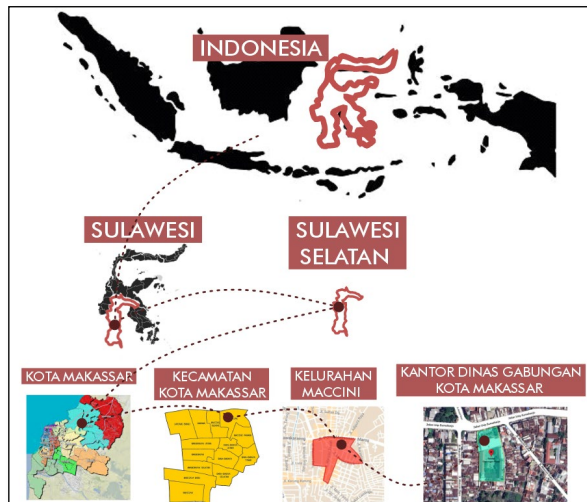 INDONESIA
SULAWESI
SULAWESI
SELATAN
KOTA MAKASSAR
KECAMATAN
KOTA MAKASSAR
KELURAHAN
MACCINI
KANTOR DINAS GABUNGAN
KOTA MAKASSAR